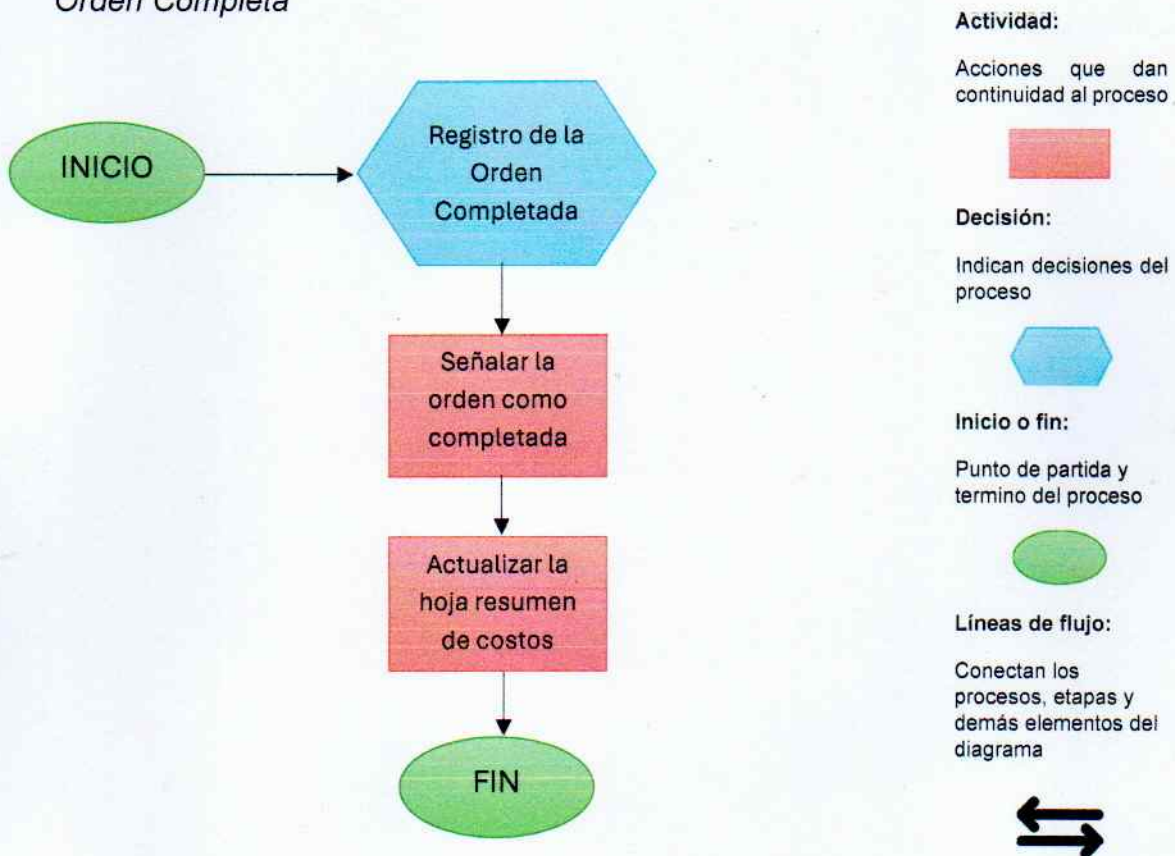 Orden Completa
INICIO
Registro de la
Orden
Completada
Señalar la
orden como
completada
Actualizar la
hoja resumen
de costos
FIN
Actividad:
Acciones que dan
continuidad al proceso
Decisión:
Indican decisiones del
proceso
Inicio o fin:
Punto de partida y
termino del proceso
Líneas de flujo:
Conectan los
procesos, etapas y
demás elementos del
diagrama